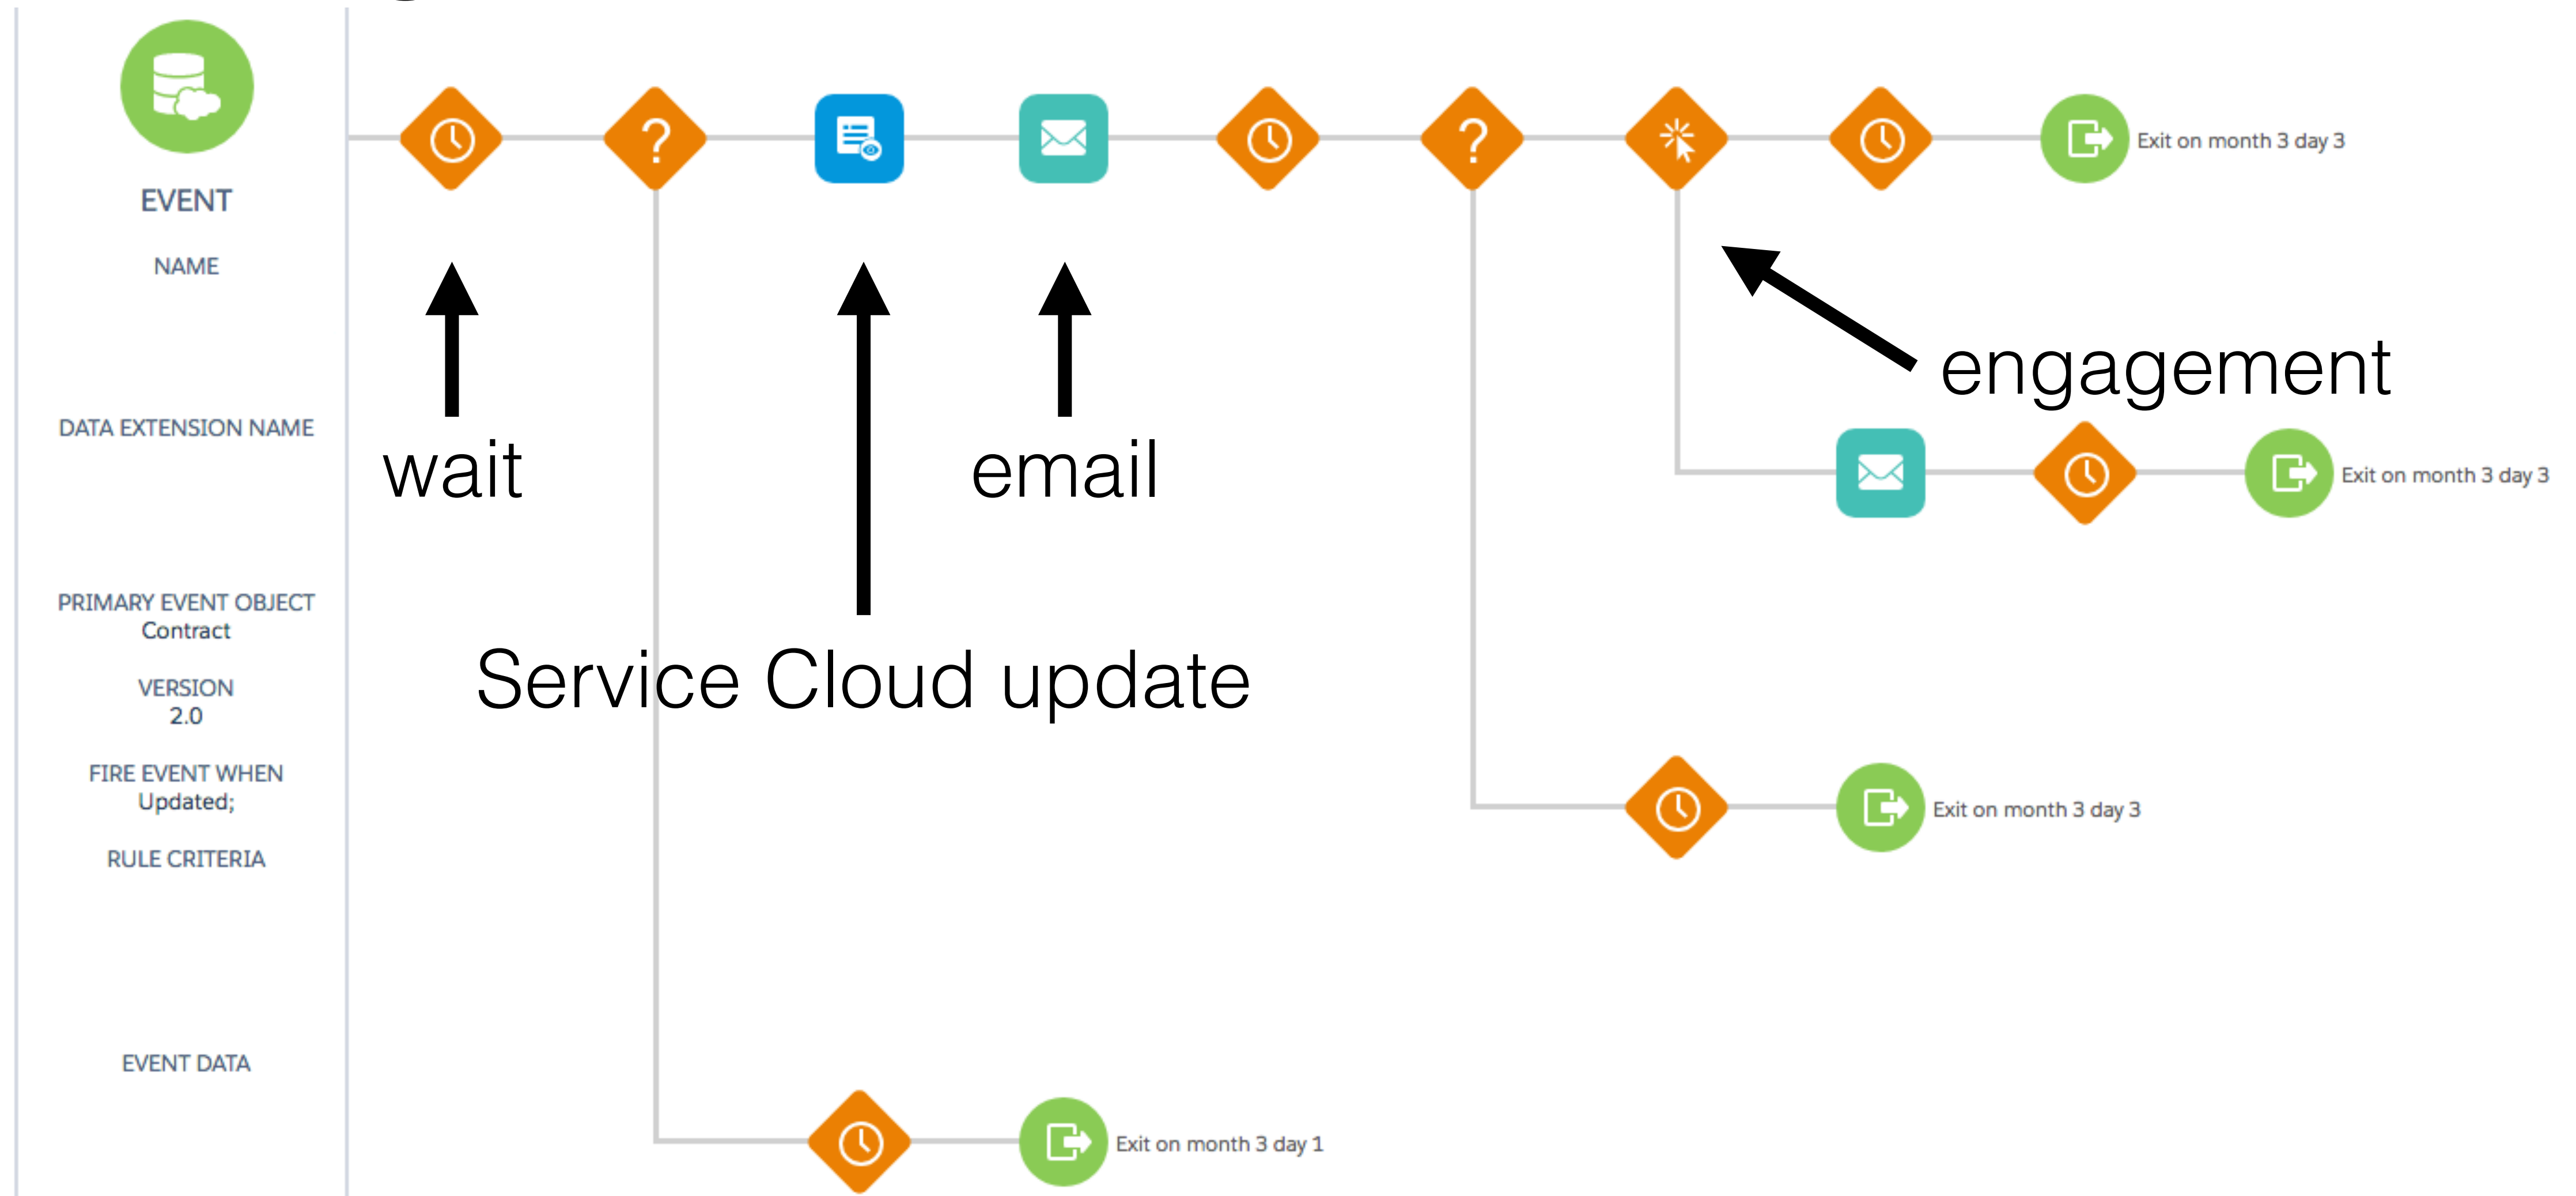 EVENT
NAME
DATA EXTENSION NAME
PRIMARY EVENT OBJECT
Contract
VERSION
2.0
FIRE EVENT WHEN
Updated;
RULE CRITERIA
EVENT DATA
?
?
Exit on month 3 day 3
wait
email
engagement
Exit on month 3 day 3
Service Cloud update
Exit on month 3 day 3
Exit on month 3 day 1